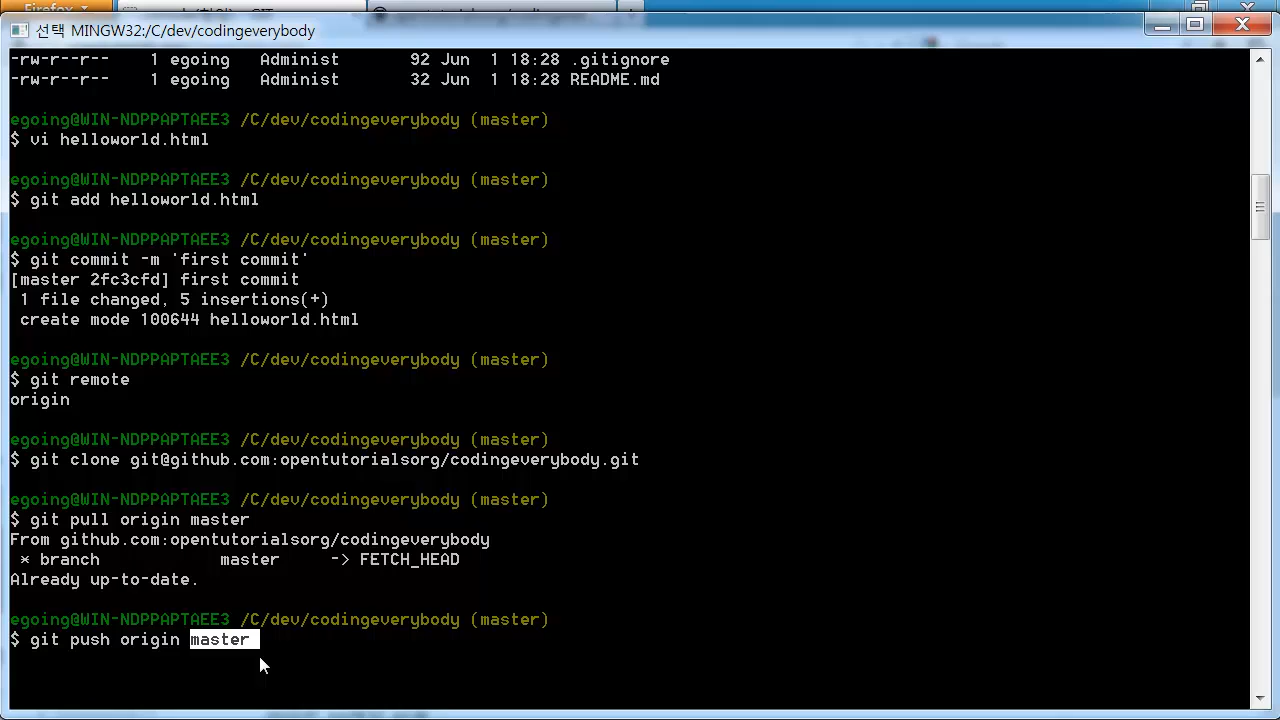 Firefox
선택 MINGW32:/C/dev/codingeverybody
-rw-r--r-- 1 egoing Administ 92 Jun 1 18:28 .gitignore
-rw-r--r-- 1 egoing Administ 32 Jun 1 18:28 README.md
egoing@WIN-NDPPAPTAEE3 /C/dev/codingeverybody (master)
$ vi helloworld.html
egoing@WIN-NDPPAPTAEE3 /C/dev/codingeverybody (master)
$ git add helloworld.html
egoing@WIN-NDPPAPTAEE3 /C/dev/codingeverybody (master)
$ git commit -m 'first commit'
[master 2fc3cfd] first commit
1 file changed, 5 insertions(+)
create mode 100644 helloworld.html
egoing@WIN-NDPPAPTAEE3 /C/dev/codingeverybody (master)
$ git remote
origin
egoing@WIN-NDPPAPTAEE3 /C/dev/codingeverybody (master)
$ git clone git@github.com:opentutorialsorg/codingeverybody.git
egoing@WIN-NDPPAPTAEE3 /C/dev/codingeverybody (master)
$ git pull origin master
From github.com:opentutorialsorg/codingeverybody
* branch master -> FETCH_HEAD
Already up-to-date.
egoing@WIN-NDPPAPTAEE3 /C/dev/codingeverybody (master)
$ git push origin master